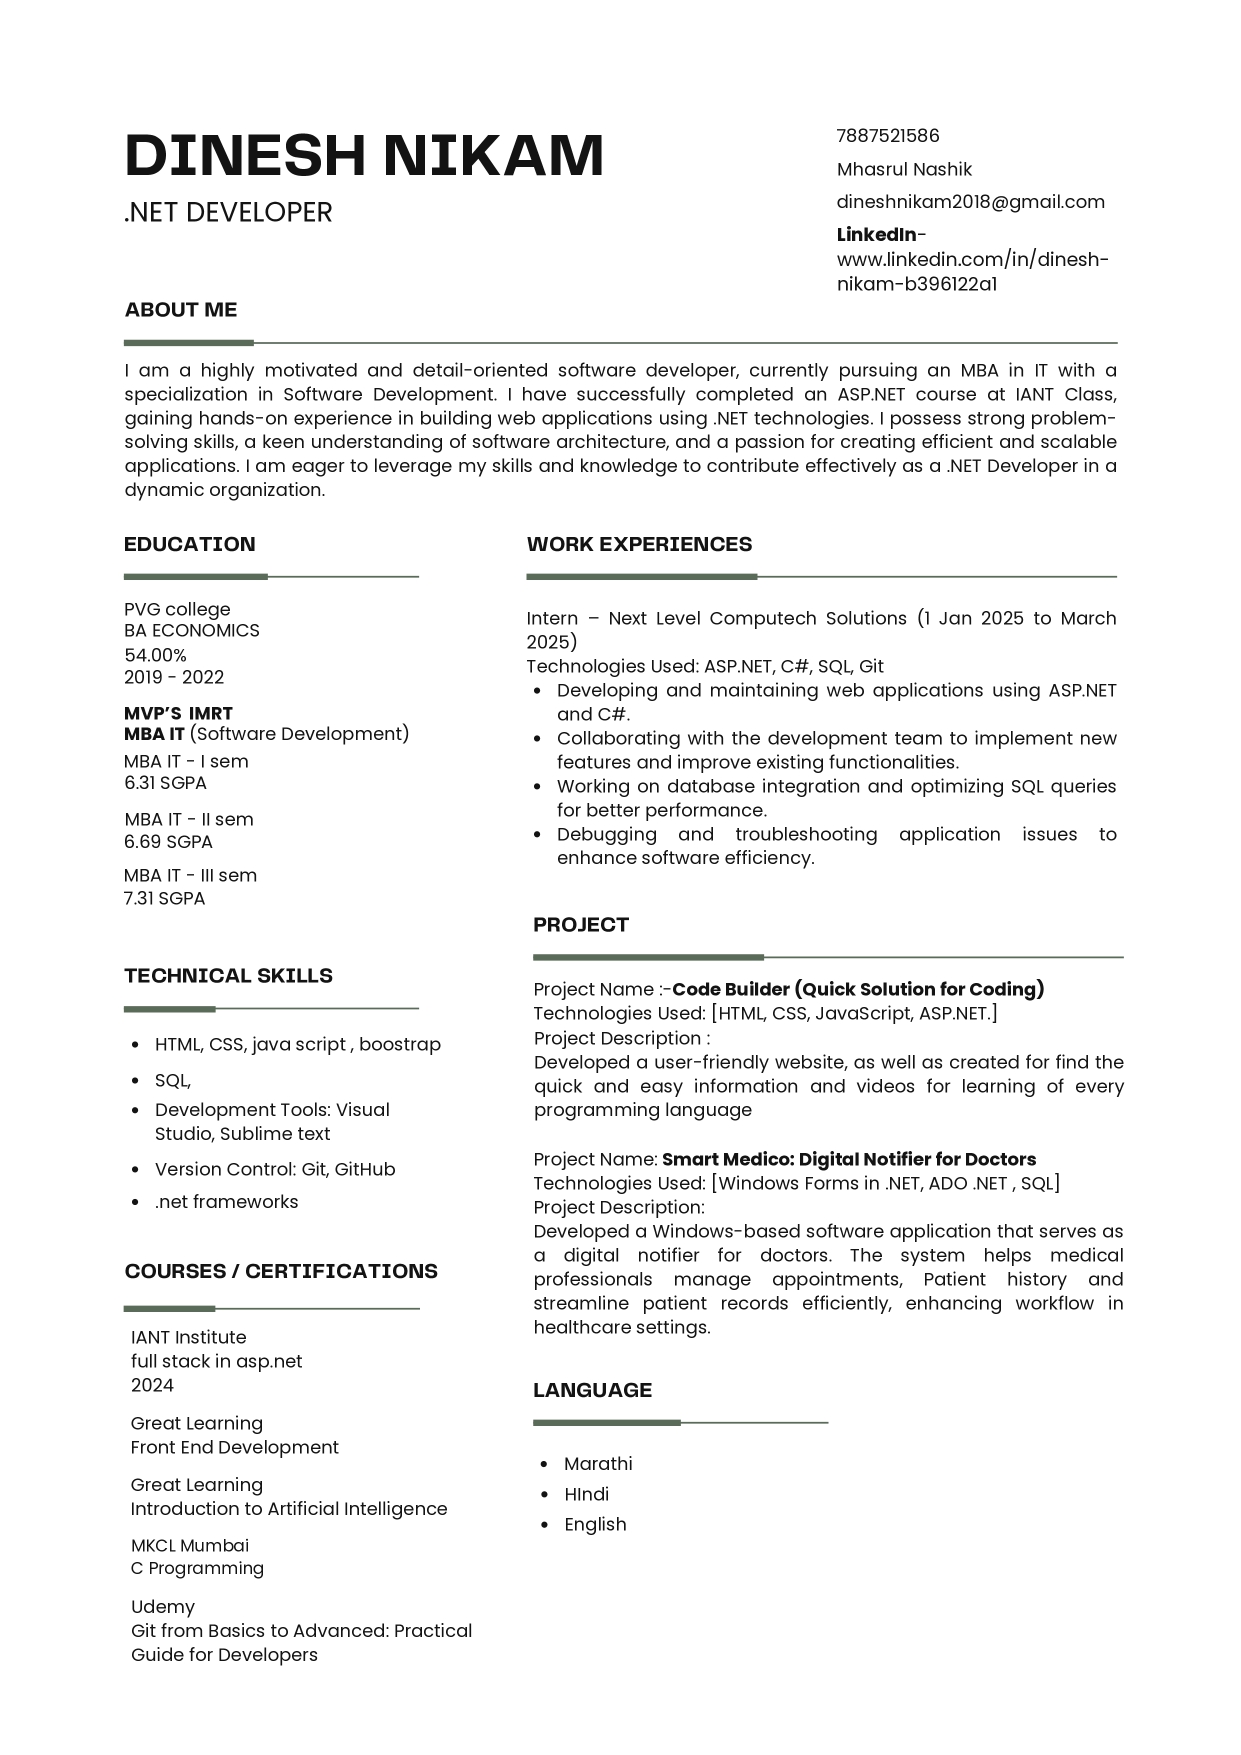 DINESH NIKAM
.NET DEVELOPER
7887521586
Mhasrul Nashik
dineshnikam2018@gmail.com
LinkedIn-
www.linkedin.com/in/dinesh-
nikam-b396122a1
ABOUT ME
I am a highly motivated and detail-oriented software developer, currently pursuing an MBA in IT with a
specialization in Software Development. I have successfully completed an ASP.NET course at IANT Class,
gaining hands-on experience in building web applications using .NET technologies. I possess strong problem-
solving skills, a keen understanding of software architecture, and a passion for creating efficient and scalable
applications. I am eager to leverage my skills and knowledge to contribute effectively as a .NET Developer in a
dynamic organization.
EDUCATION
PVG college
BA ECONOMICS
54.00%
2019 - 2022
MVP’S IMRT
MBA IT (Software Development)
MBA IT - I sem
6.31 SGPA
MBA IT - II sem
6.69 SGPA
MBA IT - III sem
7.31 SGPA
TECHNICAL SKILLS
• HTML, CSS, java script , boostrap
• SQL,
• Development Tools: Visual
Studio, Sublime text
• Version Control: Git, GitHub
• .net frameworks
COURSES / CERTIFICATIONS
IANT Institute
full stack in asp.net
2024
Great Learning
Front End Development
Great Learning
Introduction to Artificial Intelligence
MKCL Mumbai
C Programming
Udemy
Git from Basics to Advanced: Practical
Guide for Developers
WORK EXPERIENCES
Intern – Next Level Computech Solutions (1 Jan 2025 to March
2025)
Technologies Used: ASP.NET, C#, SQL, Git
• Developing and maintaining web applications using ASP.NET
and C#.
• Collaborating with the development team to implement new
features and improve existing functionalities.
• Working on database integration and optimizing SQL queries
for better performance.
• Debugging and troubleshooting application issues to
enhance software efficiency.
PROJECT
Project Name :-Code Builder (Quick Solution for Coding)
Technologies Used: [HTML, CSS, JavaScript, ASP.NET.]
Project Description :
Developed a user-friendly website, as well as created for find the
quick and easy information and videos for learning of every
programming language
Project Name: Smart Medico: Digital Notifier for Doctors
Technologies Used: [Windows Forms in .NET, ADO .NET , SQL]
Project Description:
Developed a Windows-based software application that serves as
a digital notifier for doctors. The system helps medical
professionals manage appointments, Patient history and
streamline patient records efficiently, enhancing workflow in
healthcare settings.
LANGUAGE
• Marathi
• HIndi
• English